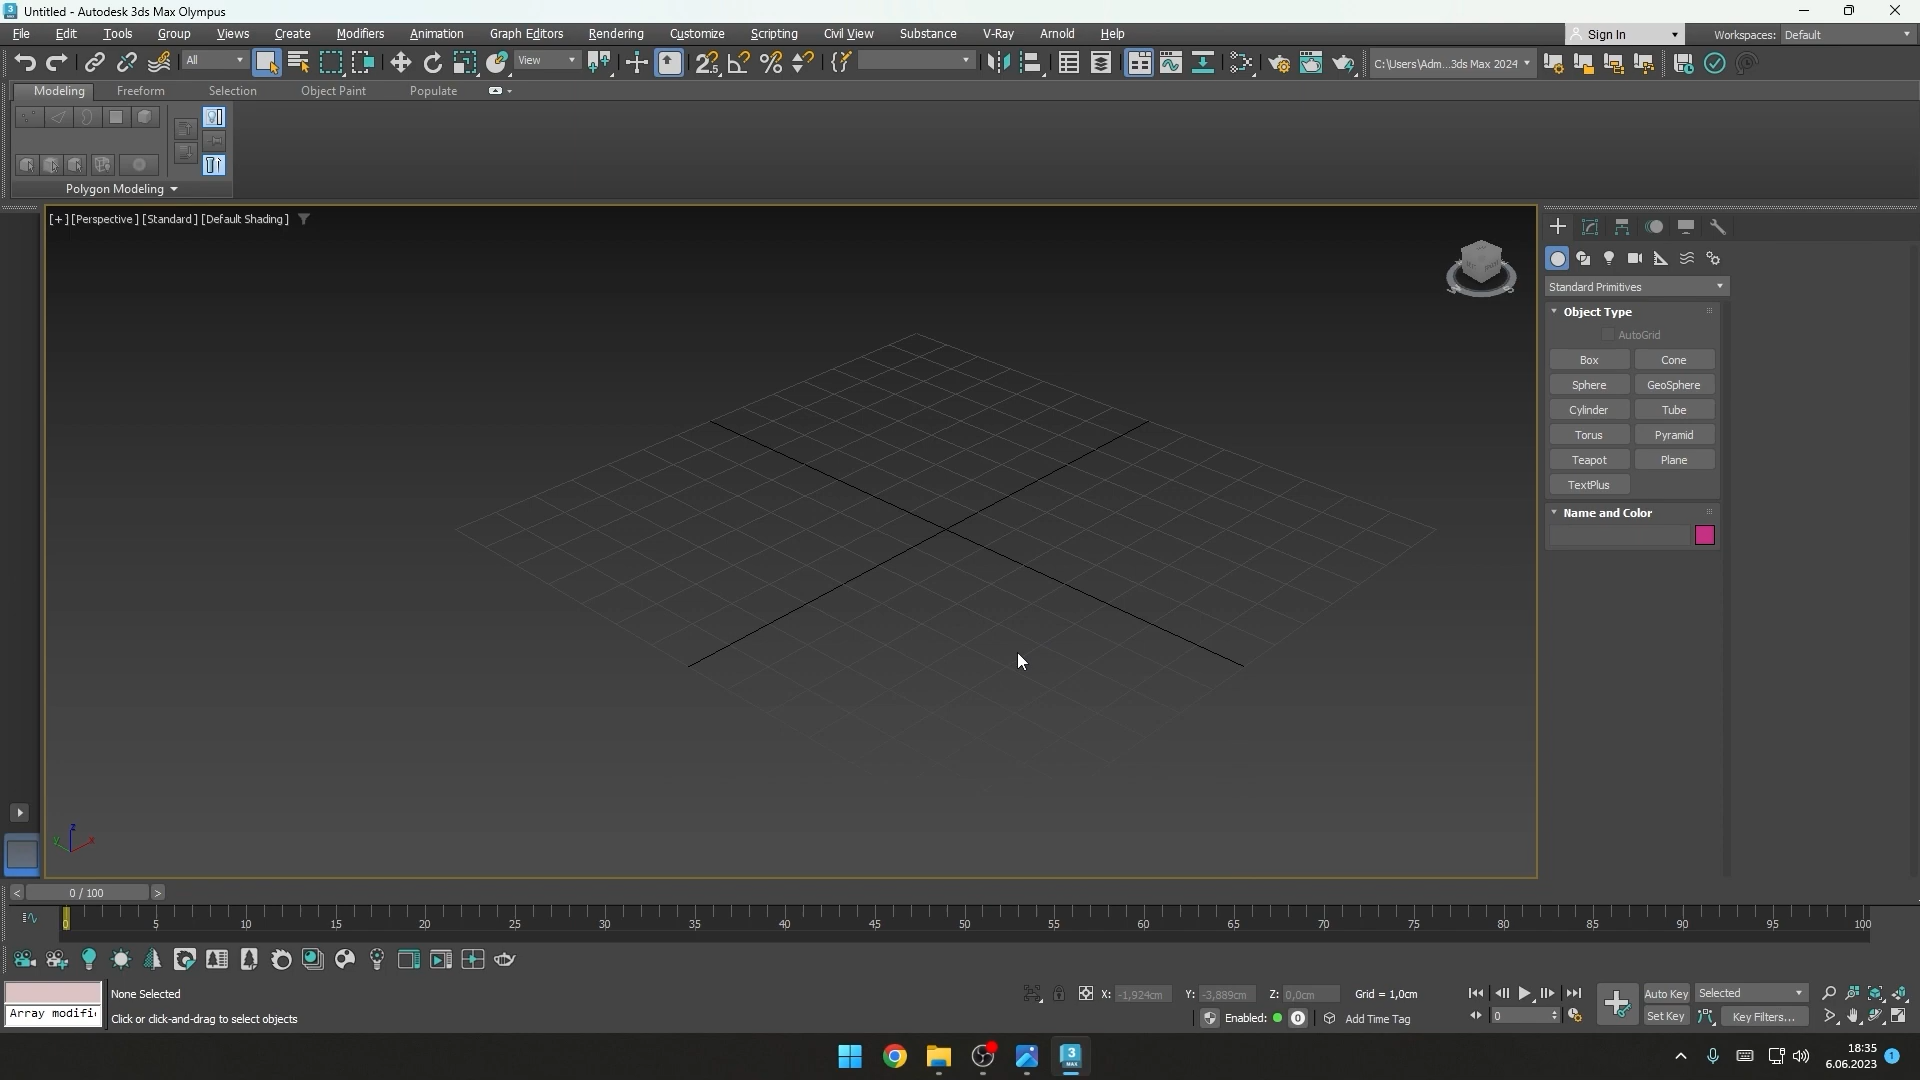 Untitled - Autodesk 3ds Max Olympus
File Edit Tools Group Views Create Modifiers Animation Graph Editors Rendering Customize Scripting Civil View Substance V-Ray Arnold Help
Sign In
Workspaces: Default
All
View
C:\Users\Adm...3ds Max 2024
Modeling Freeform Selection Object Paint Populate
Polygon Modeling
[+] [Perspective] [Standard] [Default Shading]
Standard Primitives
Object Type
AutoGrid
Box Cone
Sphere GeoSphere
Cylinder Tube
Torus Pyramid
Teapot Plane
TextPlus
Name and Color
z
x
< 0 / 100 >
0 5 10 15 20 25 30 35 40 45 50 55 60 65 70 75 80 85 90 95 100
None Selected
X: -1,924cm Y: -3,889cm Z: 0,0cm Grid = 1,0cm
Auto Key Selected
Array modifi
Click or click-and-drag to select objects
Enabled: 0 Add Time Tag
0
Set Key Key Filters...
3
MAX
18:35
6.06.2023
1